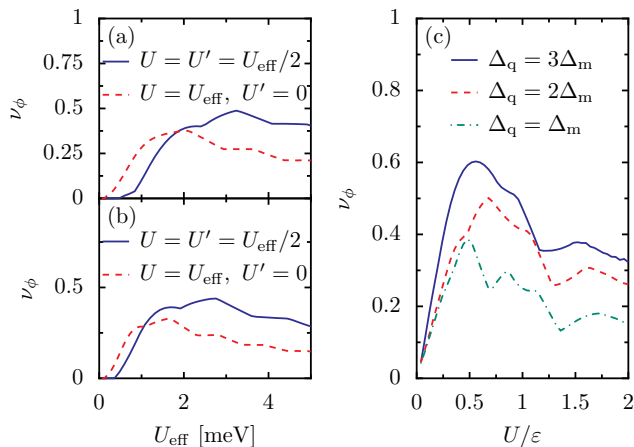 (a)
1
0.75
0.5
0.25
0
ν_ϕ
U = U′ = U_eff/2
U = U_eff, U′ = 0
(b)
0.5
0
ν_ϕ
U = U′ = U_eff/2
U = U_eff, U′ = 0
0 2 4
U_eff [meV]
(c)
1
0.8
0.6
0.4
0.2
0
ν_ϕ
Δ_q = 3Δ_m
Δ_q = 2Δ_m
Δ_q = Δ_m
0 0.5 1 1.5 2
U/ε